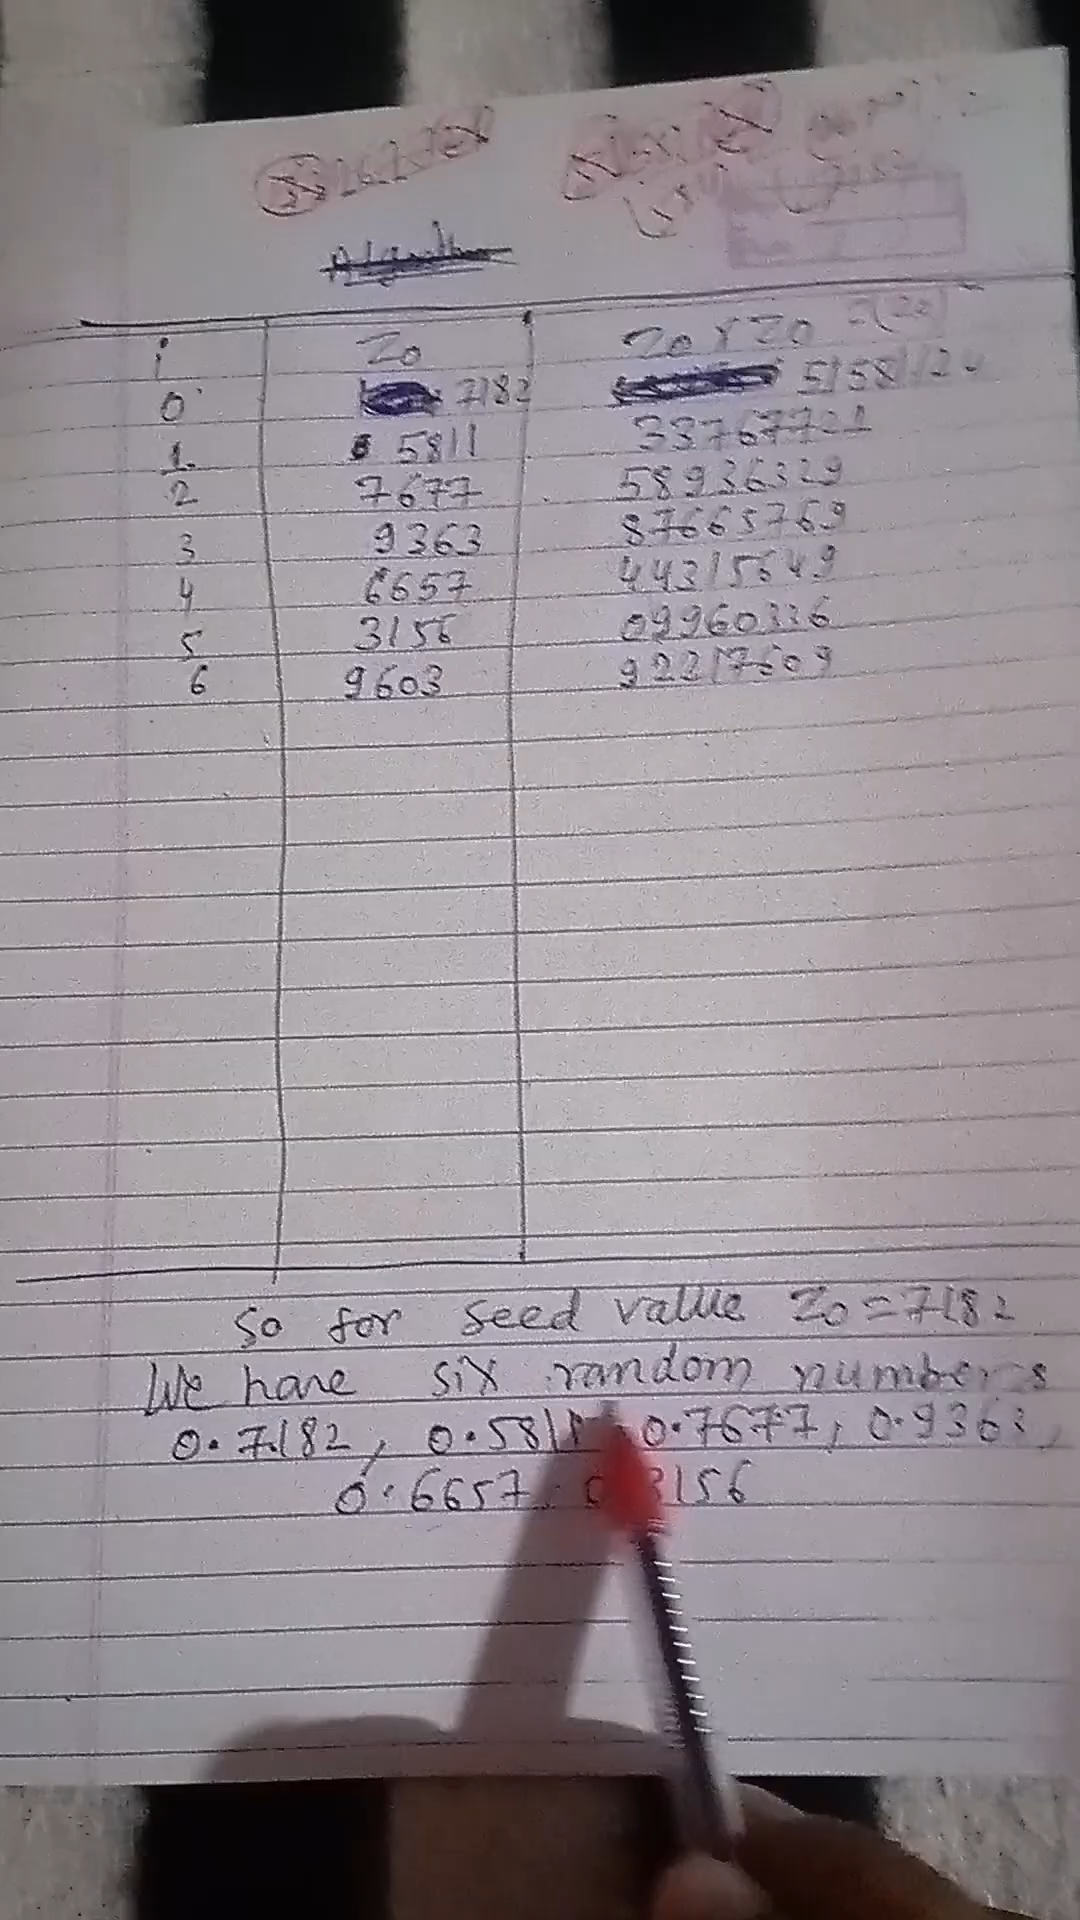 i Zo Zo x Zo
0 7182 5158112
1. 5811 33767721
2 7677 58936329
3 9363 87665769
4 6657 44315649
5 3156 09960336
6 9603 92217609
So for seed value Zo = 7182
We have six random numbers
0.7182, 0.5811 0.7677, 0.9363,
0.6657, 0.3156